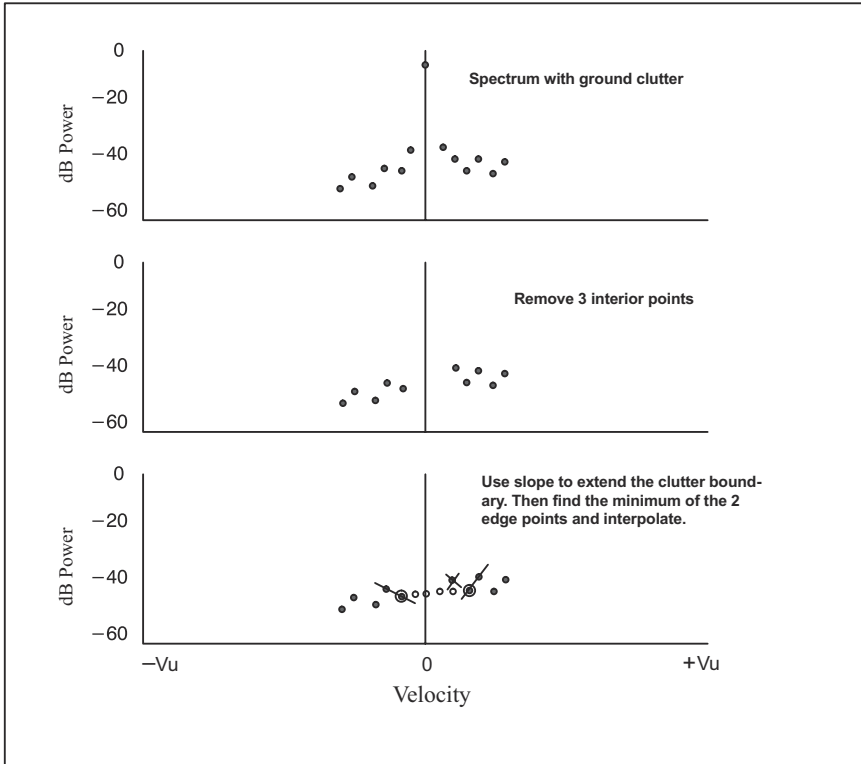 0
−20
−40
−60
dB Power
Spectrum with ground clutter
0
−20
−40
−60
dB Power
Remove 3 interior points
0
−20
−40
−60
dB Power
Use slope to extend the clutter bound-
ary. Then find the minimum of the 2
edge points and interpolate.
−Vu
0
+Vu
Velocity